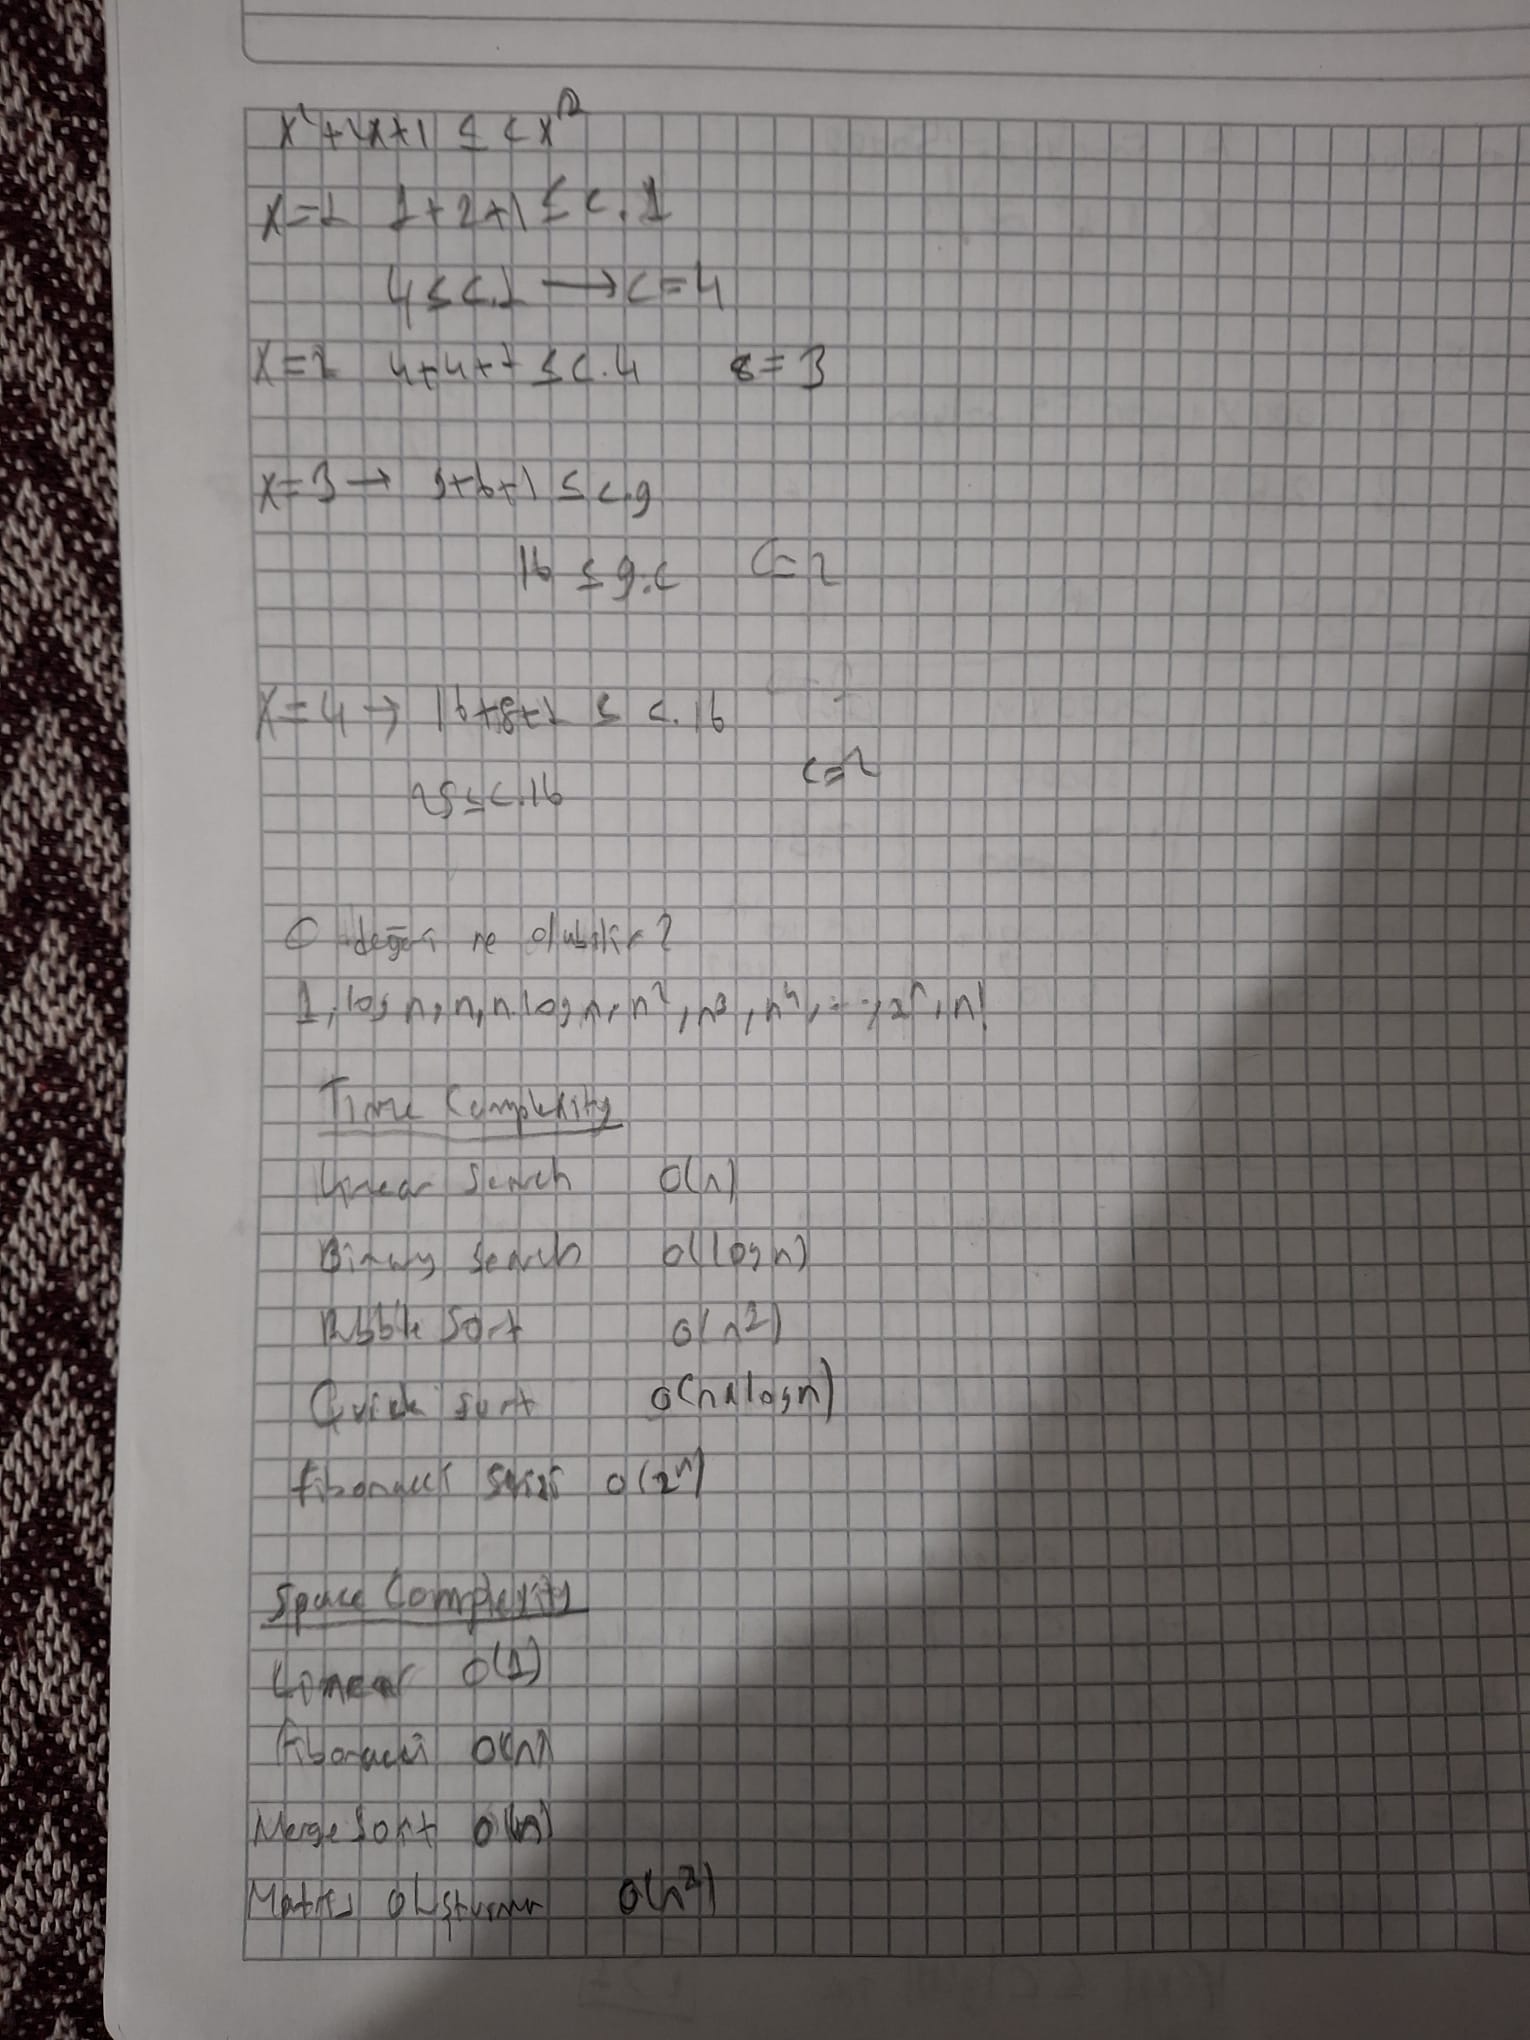 x²+2x+1 ≤ cx²
x=1 1+2+1 ≤ c.1
4 ≤ c.1 → c=4
x=2 4+4+1 ≤ c.4 c=3
x=3 → 9+6+1 ≤ c.9
16 ≤ 9.c c=2
x=4 → 16+8+1 ≤ c.16
25 ≤ c.16 c=2
O değeri ne olabilir?
1, log n, n, n.log n, n², n³, n⁴, ..., 2ⁿ, n!
Time Complexity
Linear Search O(n)
Binary Search O(log n)
Bubble Sort O(n²)
Quick Sort O(n x log n)
Fibonacci Serisi O(2ⁿ)
Space Complexity
Linear O(1)
Fibonacci O(n)
Merge Sort O(n)
Matris oluşturma O(n²)